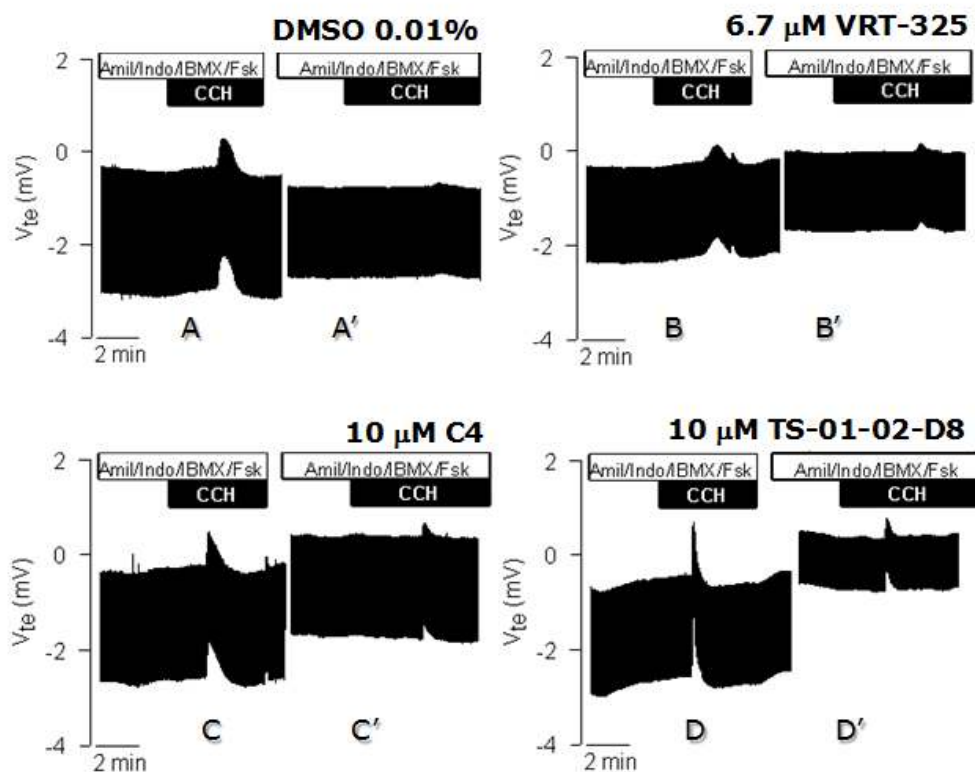 DMSO 0.01%
6.7 μM VRT-325
2
Amil/Indo/IBMX/Fsk
Amil/Indo/IBMX/Fsk
CCH
CCH
0
Vte (mV)
-2
-4
2 min
A
A'
2
Amil/Indo/IBMX/Fsk
Amil/Indo/IBMX/Fsk
CCH
CCH
0
Vte (mV)
-2
-4
2 min
B
B'
10 μM C4
10 μM TS-01-02-D8
2
Amil/Indo/IBMX/Fsk
Amil/Indo/IBMX/Fsk
CCH
CCH
0
Vte (mV)
-2
-4
2 min
C
C'
2
Amil/Indo/IBMX/Fsk
Amil/Indo/IBMX/Fsk
CCH
CCH
0
Vte (mV)
-2
-4
2 min
D
D'